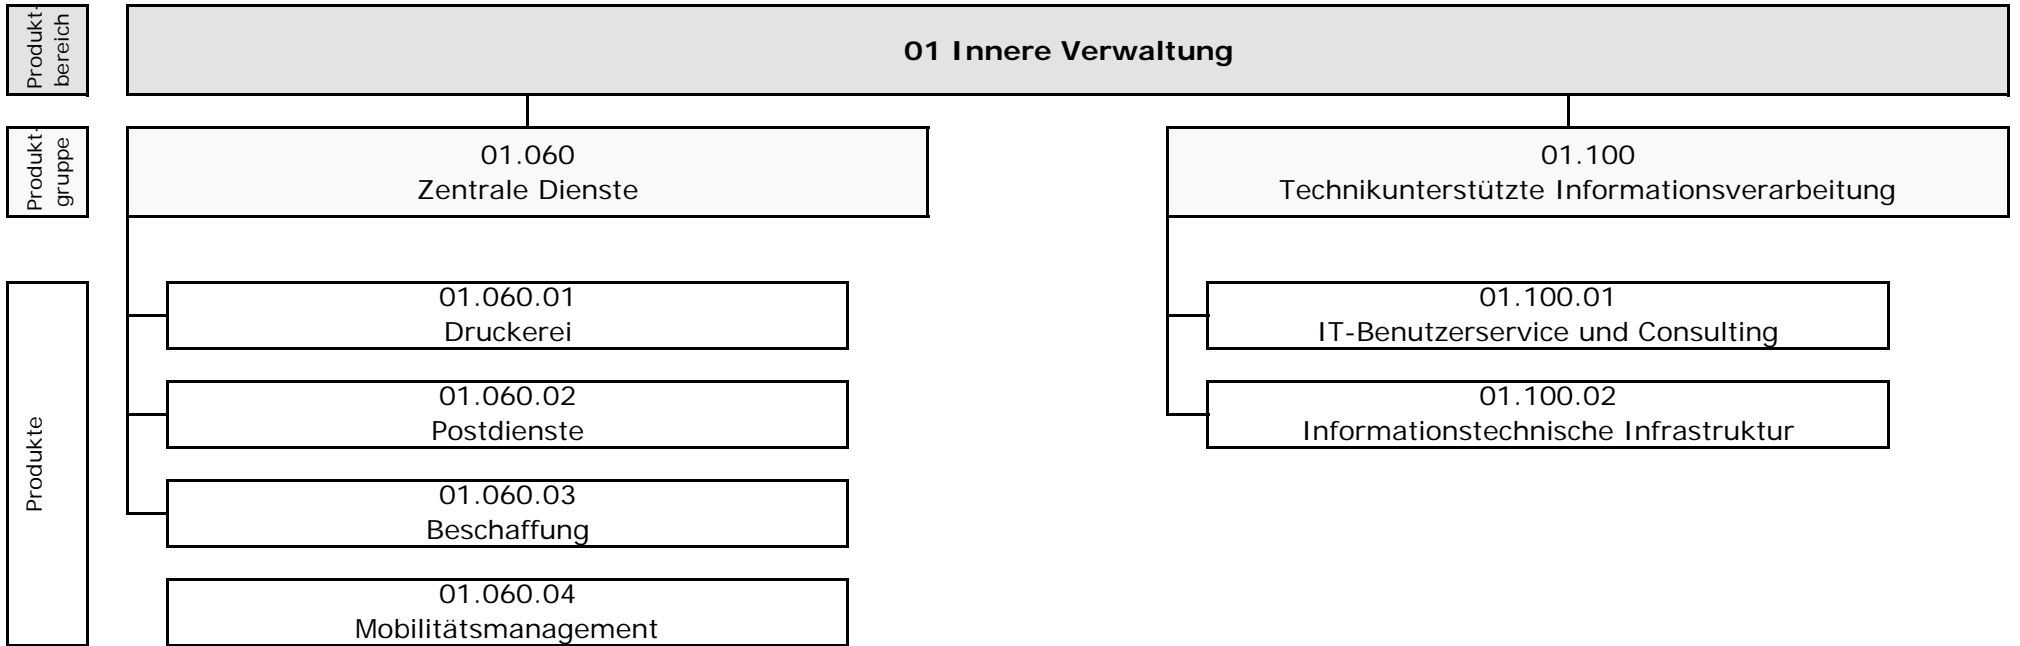 Produkt-
bereich
01 Innere Verwaltung
Produkt-
gruppe
01.060
Zentrale Dienste
01.100
Technikunterstützte Informationsverarbeitung
Produkte
01.060.01
Druckerei
01.060.02
Postdienste
01.060.03
Beschaffung
01.060.04
Mobilitätsmanagement
01.100.01
IT-Benutzerservice und Consulting
01.100.02
Informationstechnische Infrastruktur